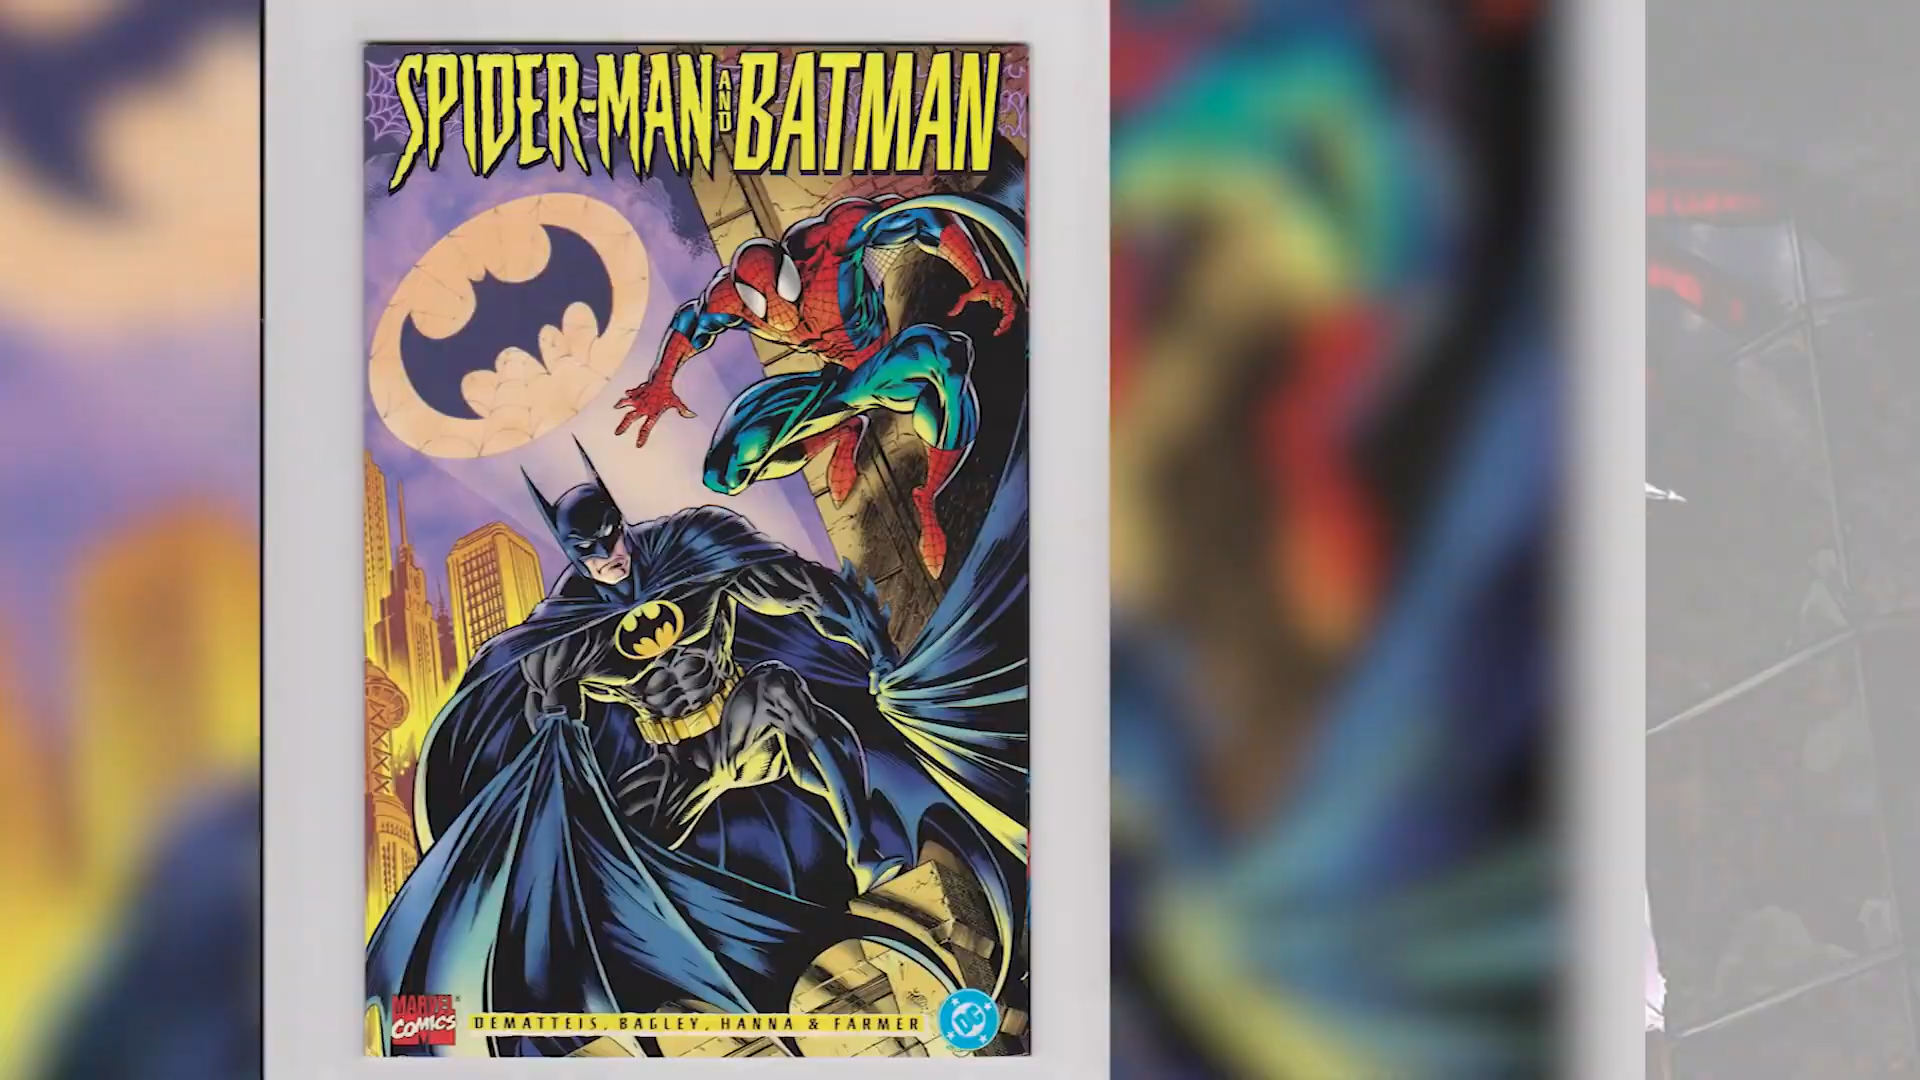 SPIDER-MAN AND BATMAN
MARVEL COMICS
DEMATTEIS, BAGLEY, HANNA & FARMER
DC